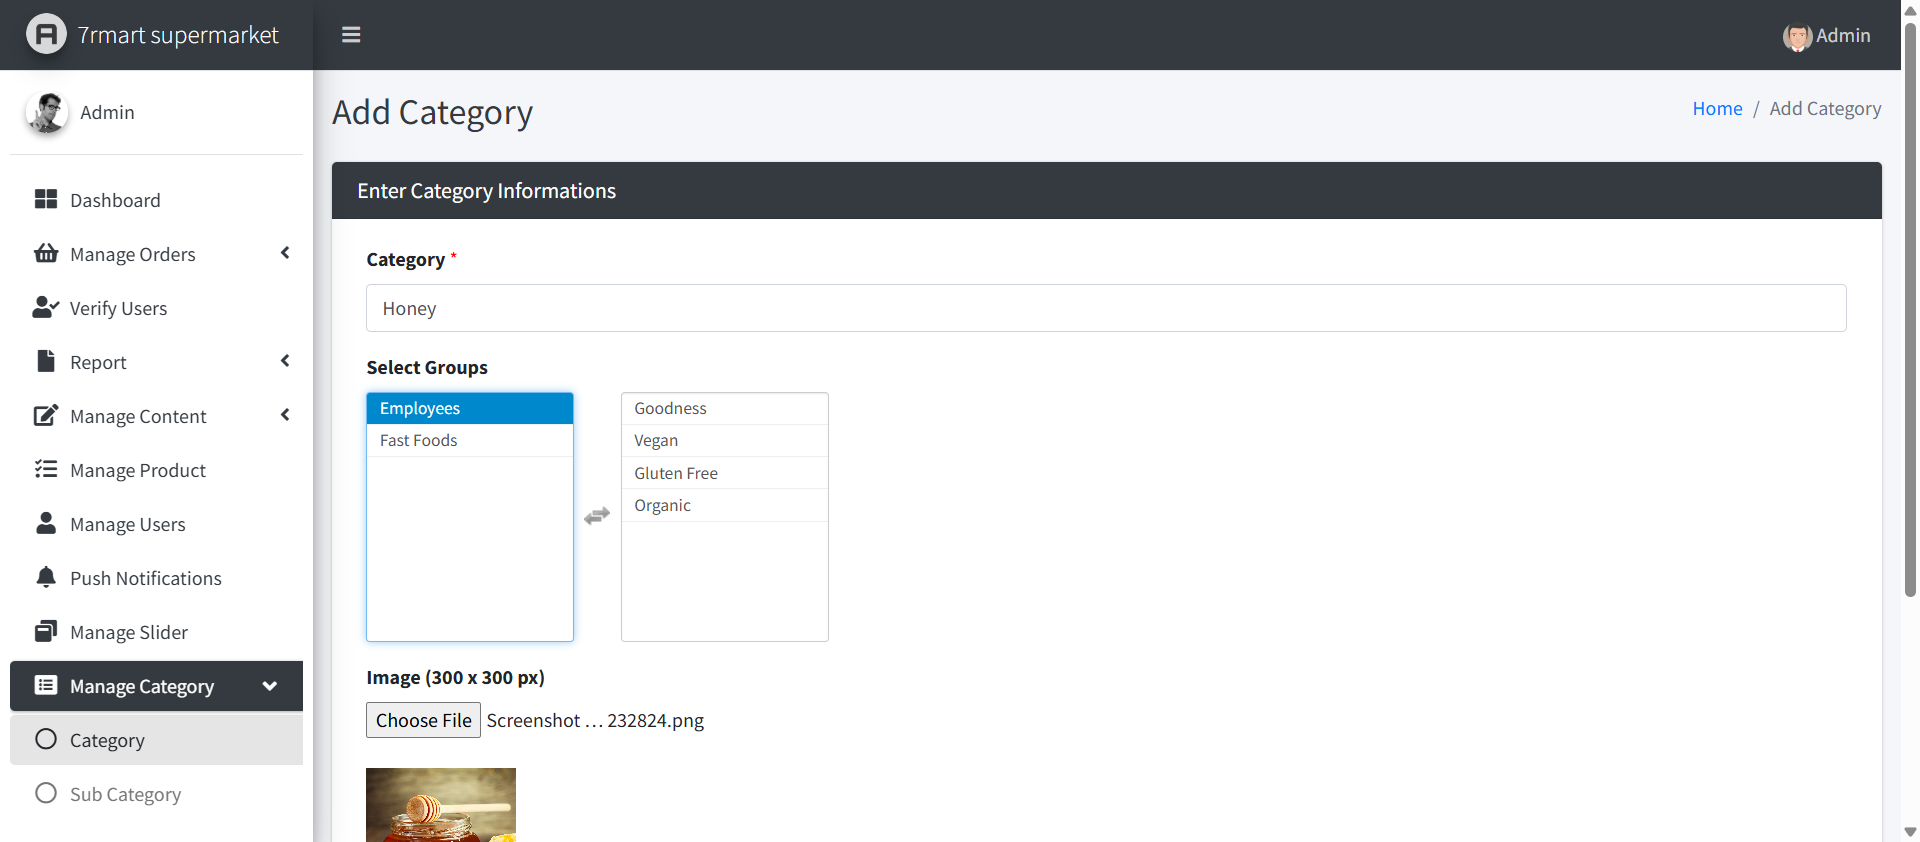 7rmart supermarket
Admin
Admin
Dashboard
Manage Orders
Verify Users
Report
Manage Content
Manage Product
Manage Users
Push Notifications
Manage Slider
Manage Category
Category
Sub Category
Add Category
Home / Add Category
Enter Category Informations
Category *
Honey
Select Groups
Employees
Fast Foods
Goodness
Vegan
Gluten Free
Organic
Image (300 x 300 px)
Choose File Screenshot ... 232824.png